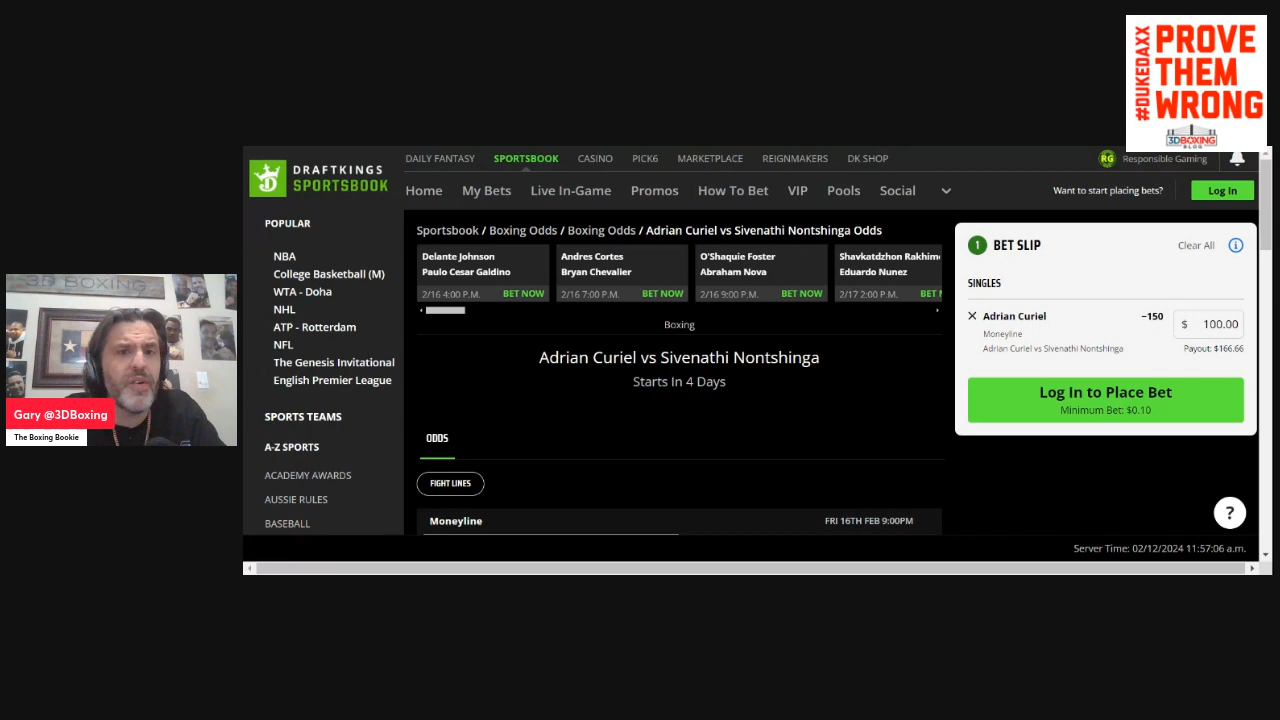 #DUKEDAXX
PROVE
THEM
WRONG
3DBOXING
BLOG
DRAFTKINGS
SPORTSBOOK
DAILY FANTASY SPORTSBOOK CASINO PICK6 MARKETPLACE REIGNMAKERS DK SHOP
RG Responsible Gaming
Home My Bets Live In-Game Promos How To Bet VIP Pools Social
Want to start placing bets? Log In
POPULAR
NBA
College Basketball (M)
WTA - Doha
NHL
ATP - Rotterdam
NFL
The Genesis Invitational
English Premier League
SPORTS TEAMS
A-Z SPORTS
ACADEMY AWARDS
AUSSIE RULES
BASEBALL
Sportsbook / Boxing Odds / Boxing Odds / Adrian Curiel vs Sivenathi Nontshinga Odds
Delante Johnson
Paulo Cesar Galdino
2/16 4:00 P.M. BET NOW
Andres Cortes
Bryan Chevalier
2/16 7:00 P.M. BET NOW
O'Shaquie Foster
Abraham Nova
2/16 9:00 P.M. BET NOW
Shavkatdzhon Rakhim
Eduardo Nunez
2/17 2:00 P.M. BET N
Boxing
Adrian Curiel vs Sivenathi Nontshinga
Starts In 4 Days
ODDS
FIGHT LINES
Moneyline FRI 16TH FEB 9:00PM
1 BET SLIP Clear All
SINGLES
Adrian Curiel −150 $ 100.00
Moneyline
Adrian Curiel vs Sivenathi Nontshinga Payout: $166.66
Log In to Place Bet
Minimum Bet: $0.10
?
Server Time: 02/12/2024 11:57:06 a.m.
3D BOXING
Gary @3DBoxing
The Boxing Bookie